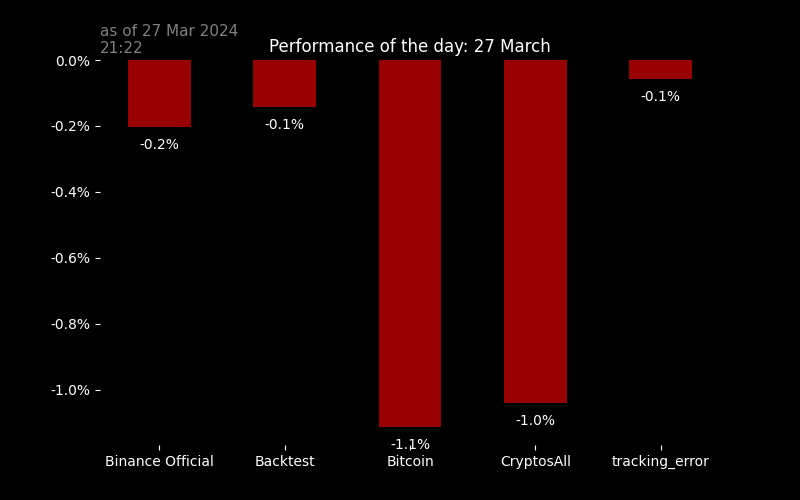 as of 27 Mar 2024
21:22
Performance of the day: 27 March
0.0%
-0.2%
-0.4%
-0.6%
-0.8%
-1.0%
-0.2%
-0.1%
-1.1%
-1.0%
-0.1%
Binance Official
Backtest
Bitcoin
CryptosAll
tracking_error